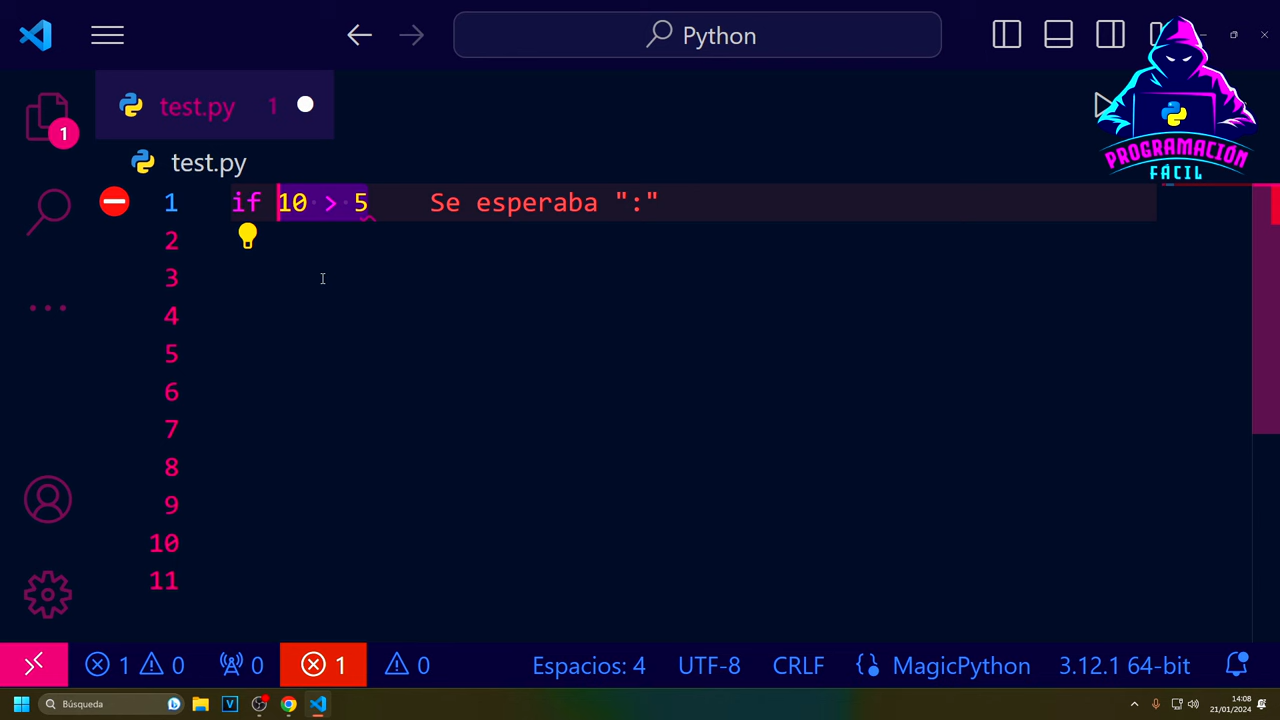 Python
test.py 1
PROGRAMACIÓN
FÁCIL
1
test.py
1 if 10 > 5 Se esperaba ":"
2
3
4
5
6
7
8
9
10
11
1 0 0 1 0 Espacios: 4 UTF-8 CRLF MagicPython 3.12.1 64-bit
Búsqueda
14:08
21/01/2024